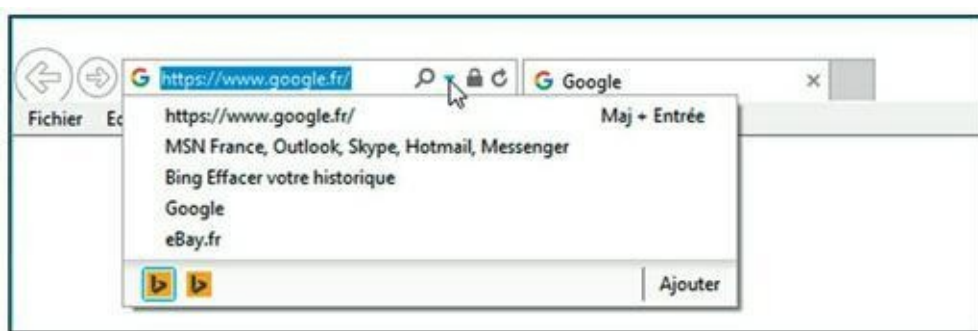 https://www.google.fr/ Google
Fichier Ec
https://www.google.fr/ Maj + Entrée
MSN France, Outlook, Skype, Hotmail, Messenger
Bing Effacer votre historique
Google
eBay.fr
Ajouter